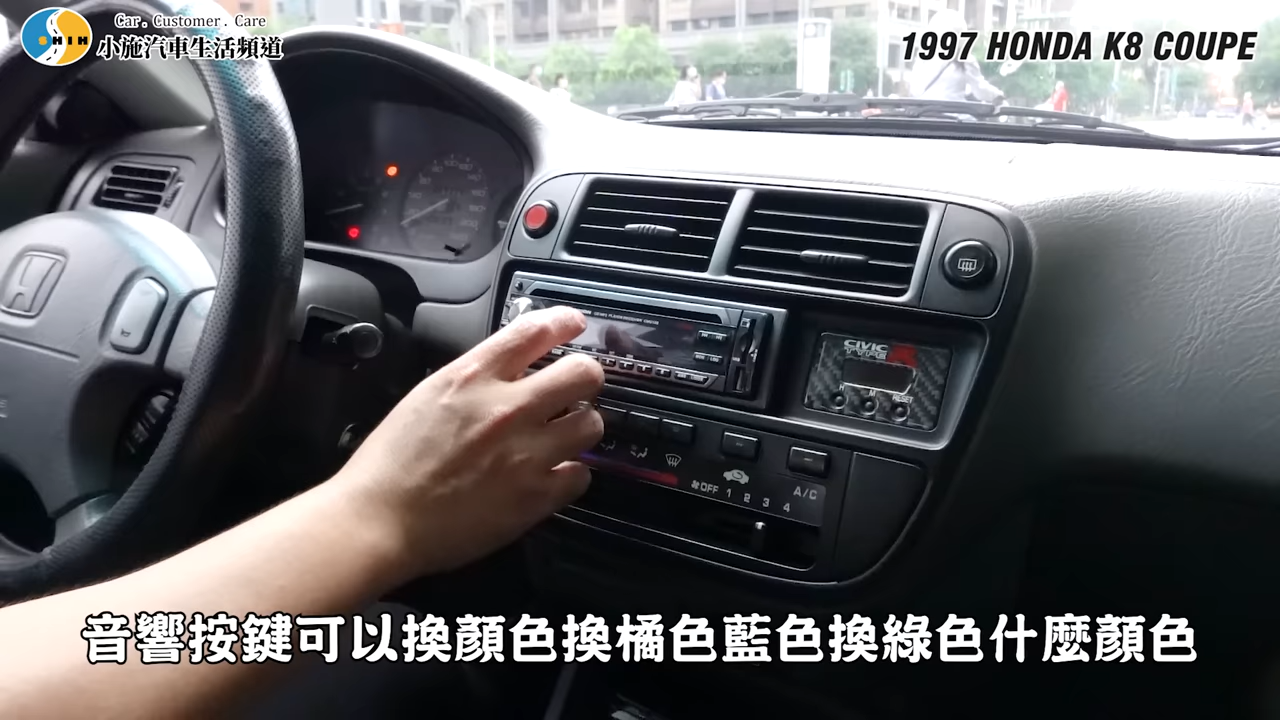 Car . Customer . Care
SHIH
小施汽車生活頻道
1997 HONDA K8 COUPE
CIVIC
TYPE R
H M RESET
OFF 1 2 3 4
A/C
音響按鍵可以換顏色換橘色藍色換綠色什麼顏色